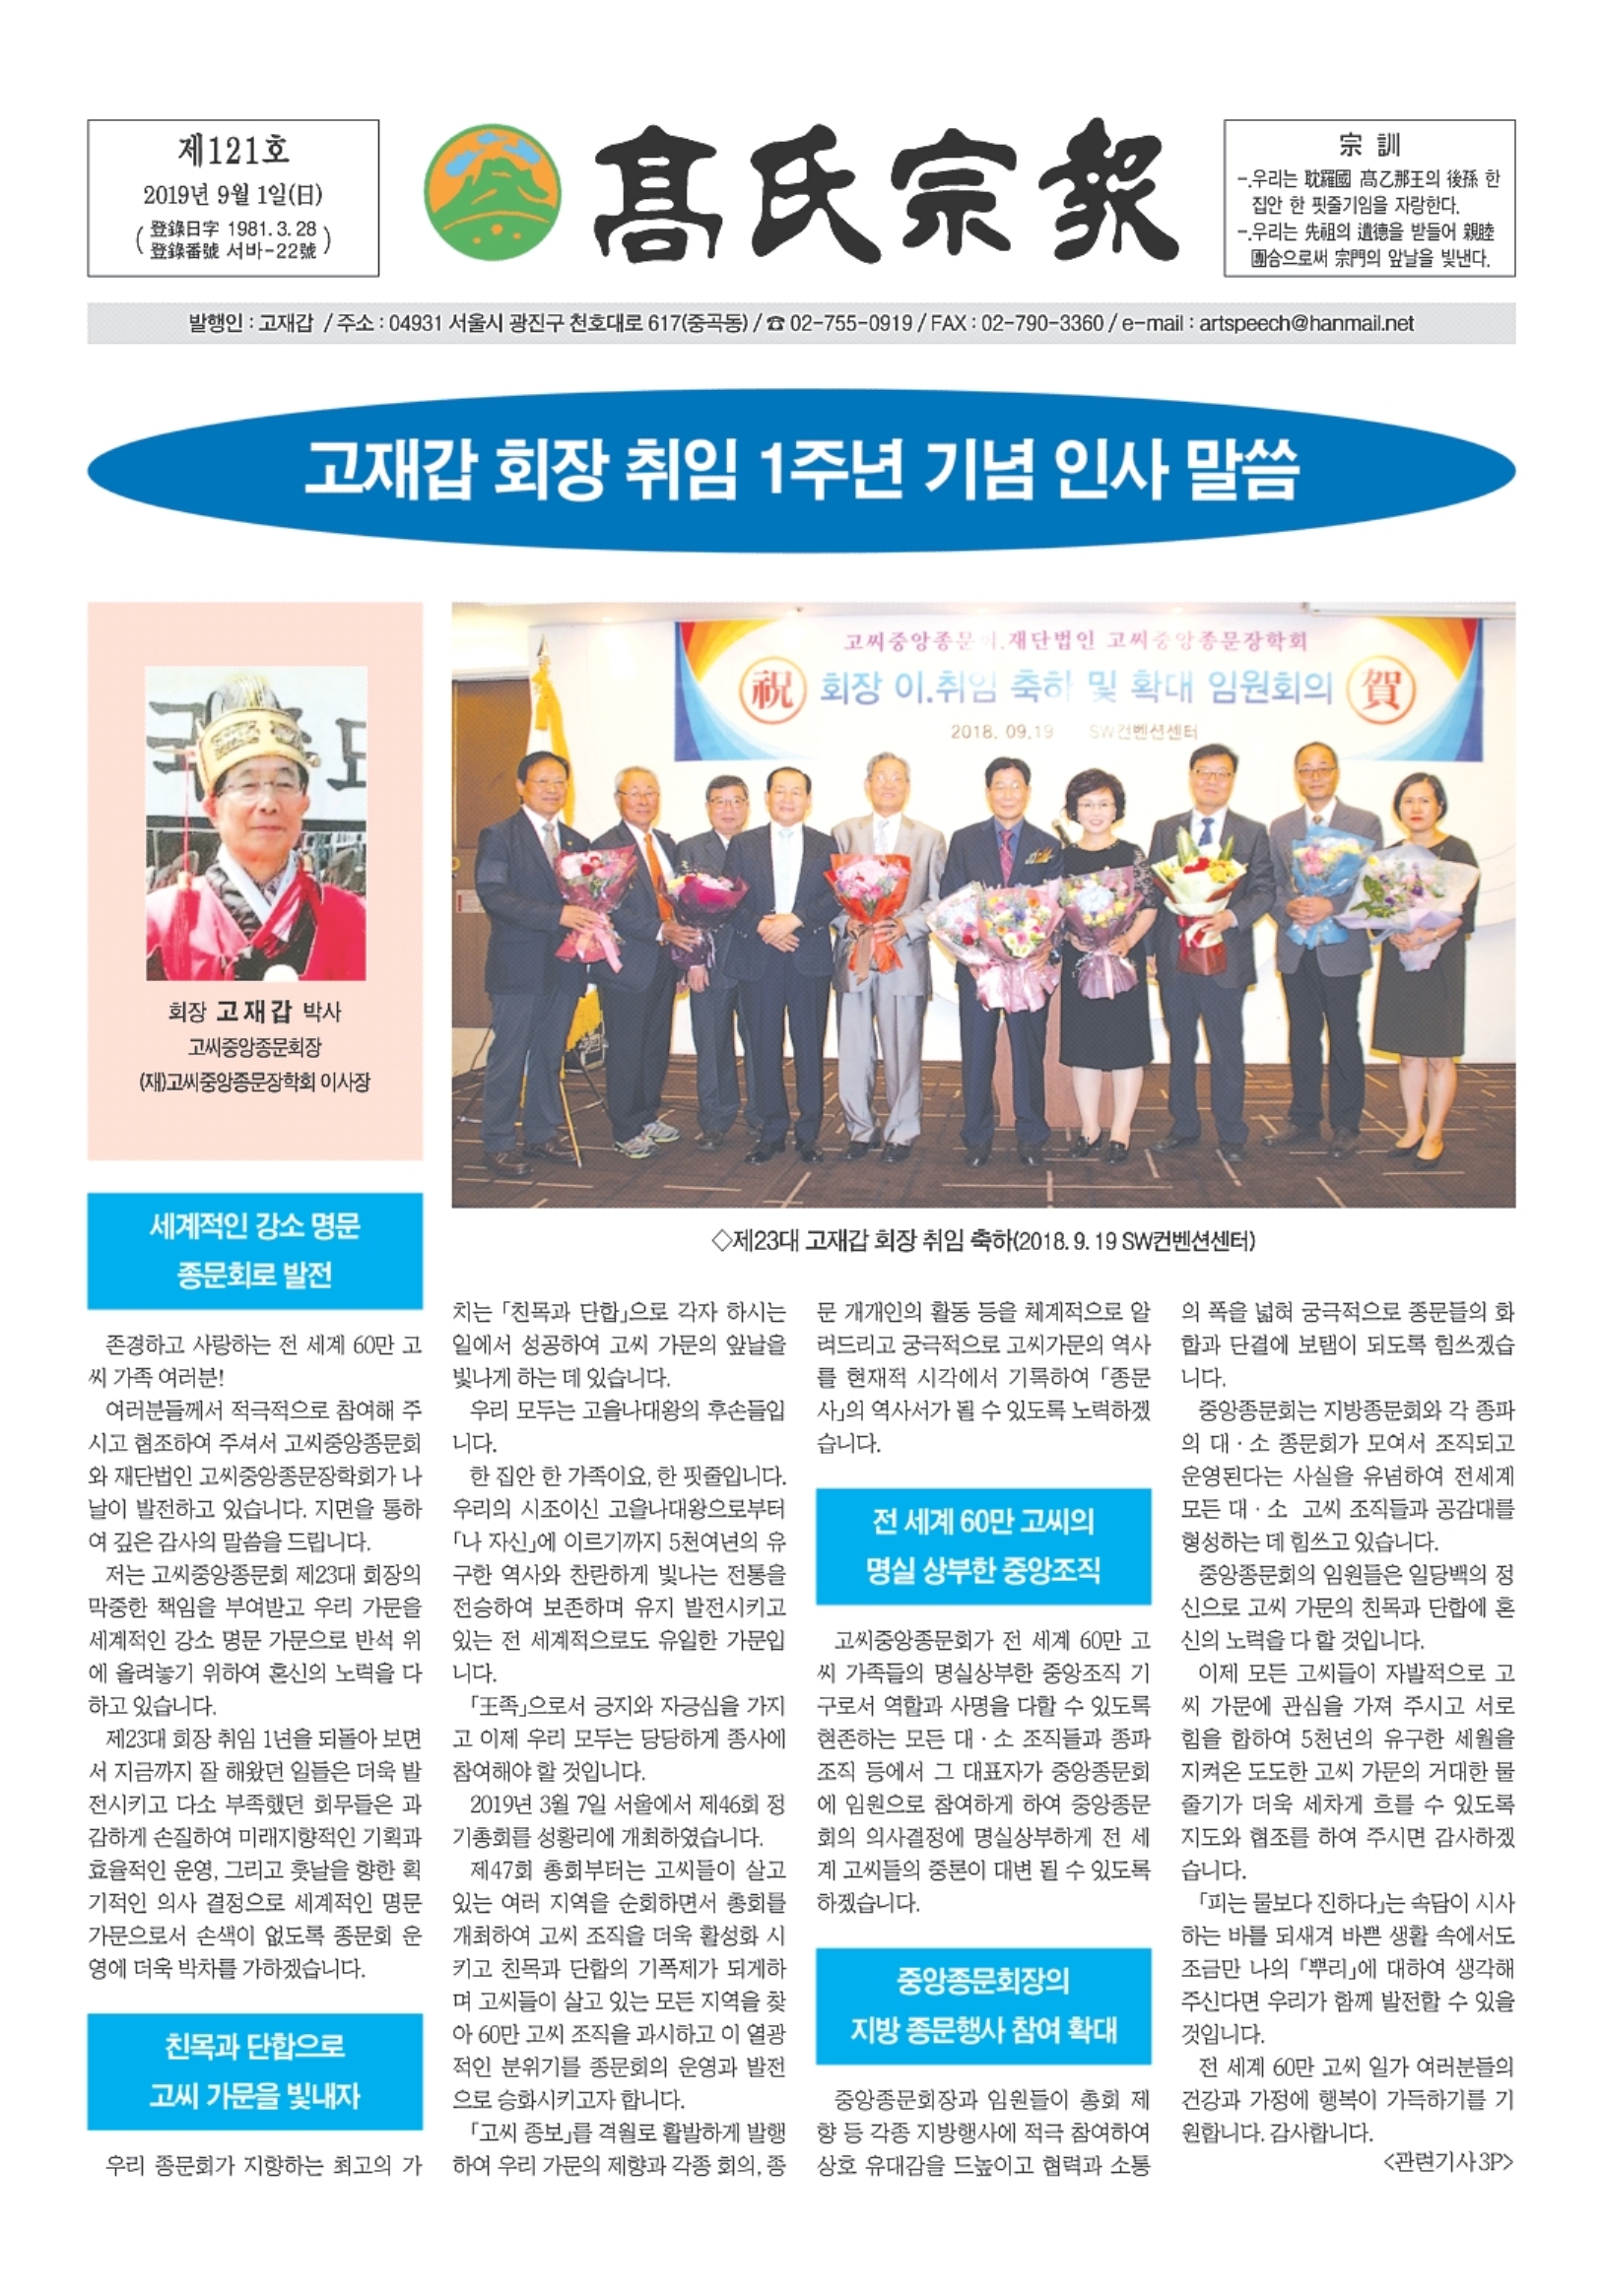 제121호
2019년 9월 1일(日)
(登錄日字 1981. 3. 28
登錄番號 서바-22號)
高氏宗報
宗 訓
-.우리는 耽羅國 高乙那王의 後孫 한
집안 한 핏줄기임을 자랑한다.
-.우리는 先祖의 遺德을 받들어 親睦
團合으로써 宗門의 앞날을 빛낸다.
발행인 : 고재갑 / 주소 : 04931 서울시 광진구 천호대로 617(중곡동) / ☎ 02-755-0919 / FAX : 02-790-3360 / e-mail : artspeech@hanmail.net
고재갑 회장 취임 1주년 기념 인사 말씀
회장 고재갑 박사
고씨중앙종문회장
(재)고씨중앙종문장학회 이사장
고씨중앙종문회.재단법인 고씨중앙종문장학회
祝 회장 이.취임 축하 및 확대 임원회의 賀
2018. 09.19 SW컨벤션센터
◇제23대 고재갑 회장 취임 축하(2018. 9. 19 SW컨벤션센터)
세계적인 강소 명문
종문회로 발전
존경하고 사랑하는 전 세계 60만 고
씨 가족 여러분!
여러분들께서 적극적으로 참여해 주
시고 협조하여 주셔서 고씨중앙종문회
와 재단법인 고씨중앙종문장학회가 나
날이 발전하고 있습니다. 지면을 통하
여 깊은 감사의 말씀을 드립니다.
저는 고씨중앙종문회 제23대 회장의
막중한 책임을 부여받고 우리 가문을
세계적인 강소 명문 가문으로 반석 위
에 올려놓기 위하여 혼신의 노력을 다
하고 있습니다.
제23대 회장 취임 1년을 되돌아 보면
서 지금까지 잘 해왔던 일들은 더욱 발
전시키고 다소 부족했던 회무들은 과
감하게 손질하여 미래지향적인 기획과
효율적인 운영, 그리고 훗날을 향한 획
기적인 의사 결정으로 세계적인 명문
가문으로서 손색이 없도록 종문회 운
영에 더욱 박차를 가하겠습니다.
친목과 단합으로
고씨 가문을 빛내자
우리 종문회가 지향하는 최고의 가
치는 「친목과 단합」으로 각자 하시는
일에서 성공하여 고씨 가문의 앞날을
빛나게 하는 데 있습니다.
우리 모두는 고을나대왕의 후손들입
니다.
한 집안 한 가족이요, 한 핏줄입니다.
우리의 시조이신 고을나대왕으로부터
「나 자신」에 이르기까지 5천여년의 유
구한 역사와 찬란하게 빛나는 전통을
전승하여 보존하며 유지 발전시키고
있는 전 세계적으로도 유일한 가문입
니다.
「王족」으로서 긍지와 자긍심을 가지
고 이제 우리 모두는 당당하게 종사에
참여해야 할 것입니다.
2019년 3월 7일 서울에서 제46회 정
기총회를 성황리에 개최하였습니다.
제47회 총회부터는 고씨들이 살고
있는 여러 지역을 순회하면서 총회를
개최하여 고씨 조직을 더욱 활성화 시
키고 친목과 단합의 기폭제가 되게하
며 고씨들이 살고 있는 모든 지역을 찾
아 60만 고씨 조직을 과시하고 이 열광
적인 분위기를 종문회의 운영과 발전
으로 승화시키고자 합니다.
「고씨 종보」를 격월로 활발하게 발행
하여 우리 가문의 제향과 각종 회의, 종
문 개개인의 활동 등을 체계적으로 알
려드리고 궁극적으로 고씨가문의 역사
를 현재적 시각에서 기록하여 「종문
사」의 역사서가 될 수 있도록 노력하겠
습니다.
전 세계 60만 고씨의
명실 상부한 중앙조직
고씨중앙종문회가 전 세계 60만 고
씨 가족들의 명실상부한 중앙조직 기
구로서 역할과 사명을 다할 수 있도록
현존하는 모든 대 · 소 조직들과 종파
조직 등에서 그 대표자가 중앙종문회
에 임원으로 참여하게 하여 중앙종문
회의 의사결정에 명실상부하게 전 세
계 고씨들의 중론이 대변 될 수 있도록
하겠습니다.
중앙종문회장의
지방 종문행사 참여 확대
중앙종문회장과 임원들이 총회 제
향 등 각종 지방행사에 적극 참여하여
상호 유대감을 드높이고 협력과 소통
의 폭을 넓혀 궁극적으로 종문들의 화
합과 단결에 보탬이 되도록 힘쓰겠습
니다.
중앙종문회는 지방종문회와 각 종파
의 대 · 소 종문회가 모여서 조직되고
운영된다는 사실을 유념하여 전세계
모든 대 · 소 고씨 조직들과 공감대를
형성하는 데 힘쓰고 있습니다.
중앙종문회의 임원들은 일당백의 정
신으로 고씨 가문의 친목과 단합에 혼
신의 노력을 다 할 것입니다.
이제 모든 고씨들이 자발적으로 고
씨 가문에 관심을 가져 주시고 서로
힘을 합하여 5천년의 유구한 세월을
지켜온 도도한 고씨 가문의 거대한 물
줄기가 더욱 세차게 흐를 수 있도록
지도와 협조를 하여 주시면 감사하겠
습니다.
「피는 물보다 진하다」는 속담이 시사
하는 바를 되새겨 바쁜 생활 속에서도
조금만 나의 「뿌리」에 대하여 생각해
주신다면 우리가 함께 발전할 수 있을
것입니다.
전 세계 60만 고씨 일가 여러분들의
건강과 가정에 행복이 가득하기를 기
원합니다. 감사합니다.
<관련기사 3P>